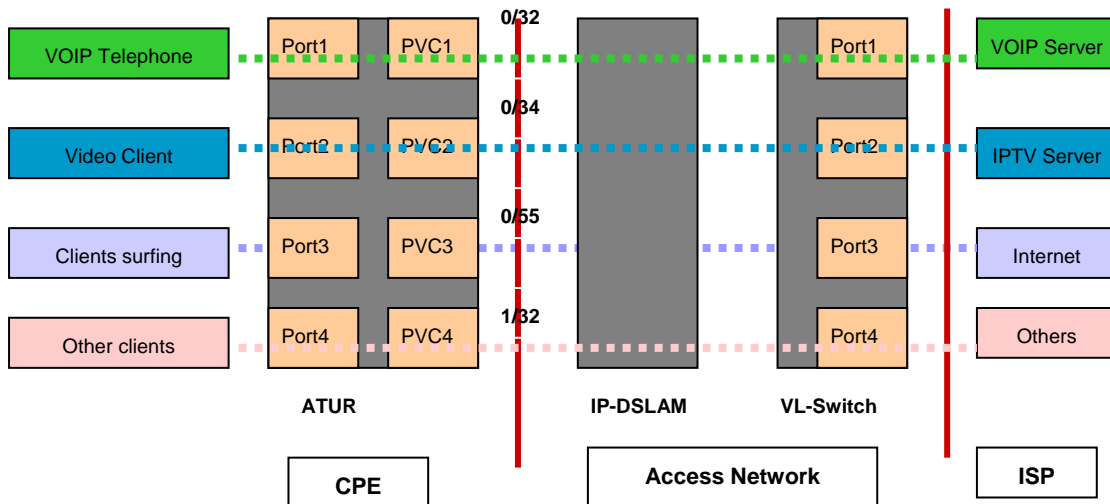 0/32
Port1 PVC1 Port1
VOIP Telephone VOIP Server
0/34
Port2 PVC2 Port2
Video Client IPTV Server
0/55
Port3 PVC3 Port3
Clients surfing Internet
1/32
Port4 PVC4 Port4
Other clients Others
ATUR IP-DSLAM VL-Switch
CPE Access Network ISP